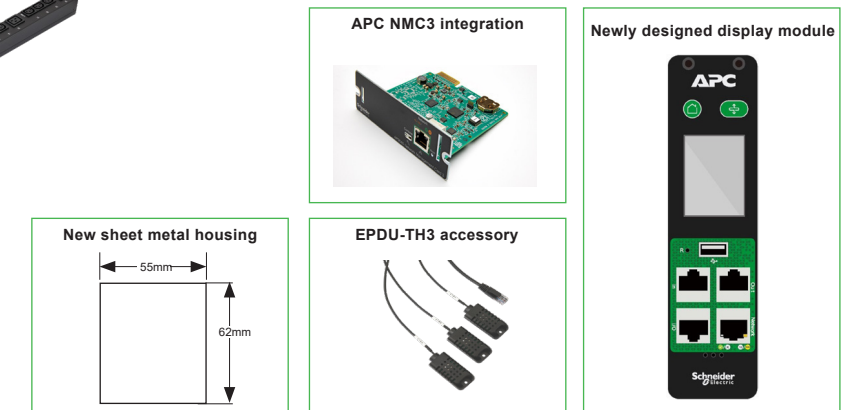 APC NMC3 integration
Newly designed display module
APC
New sheet metal housing
55mm
62mm
EPDU-TH3 accessory
R
Schneider
Electric